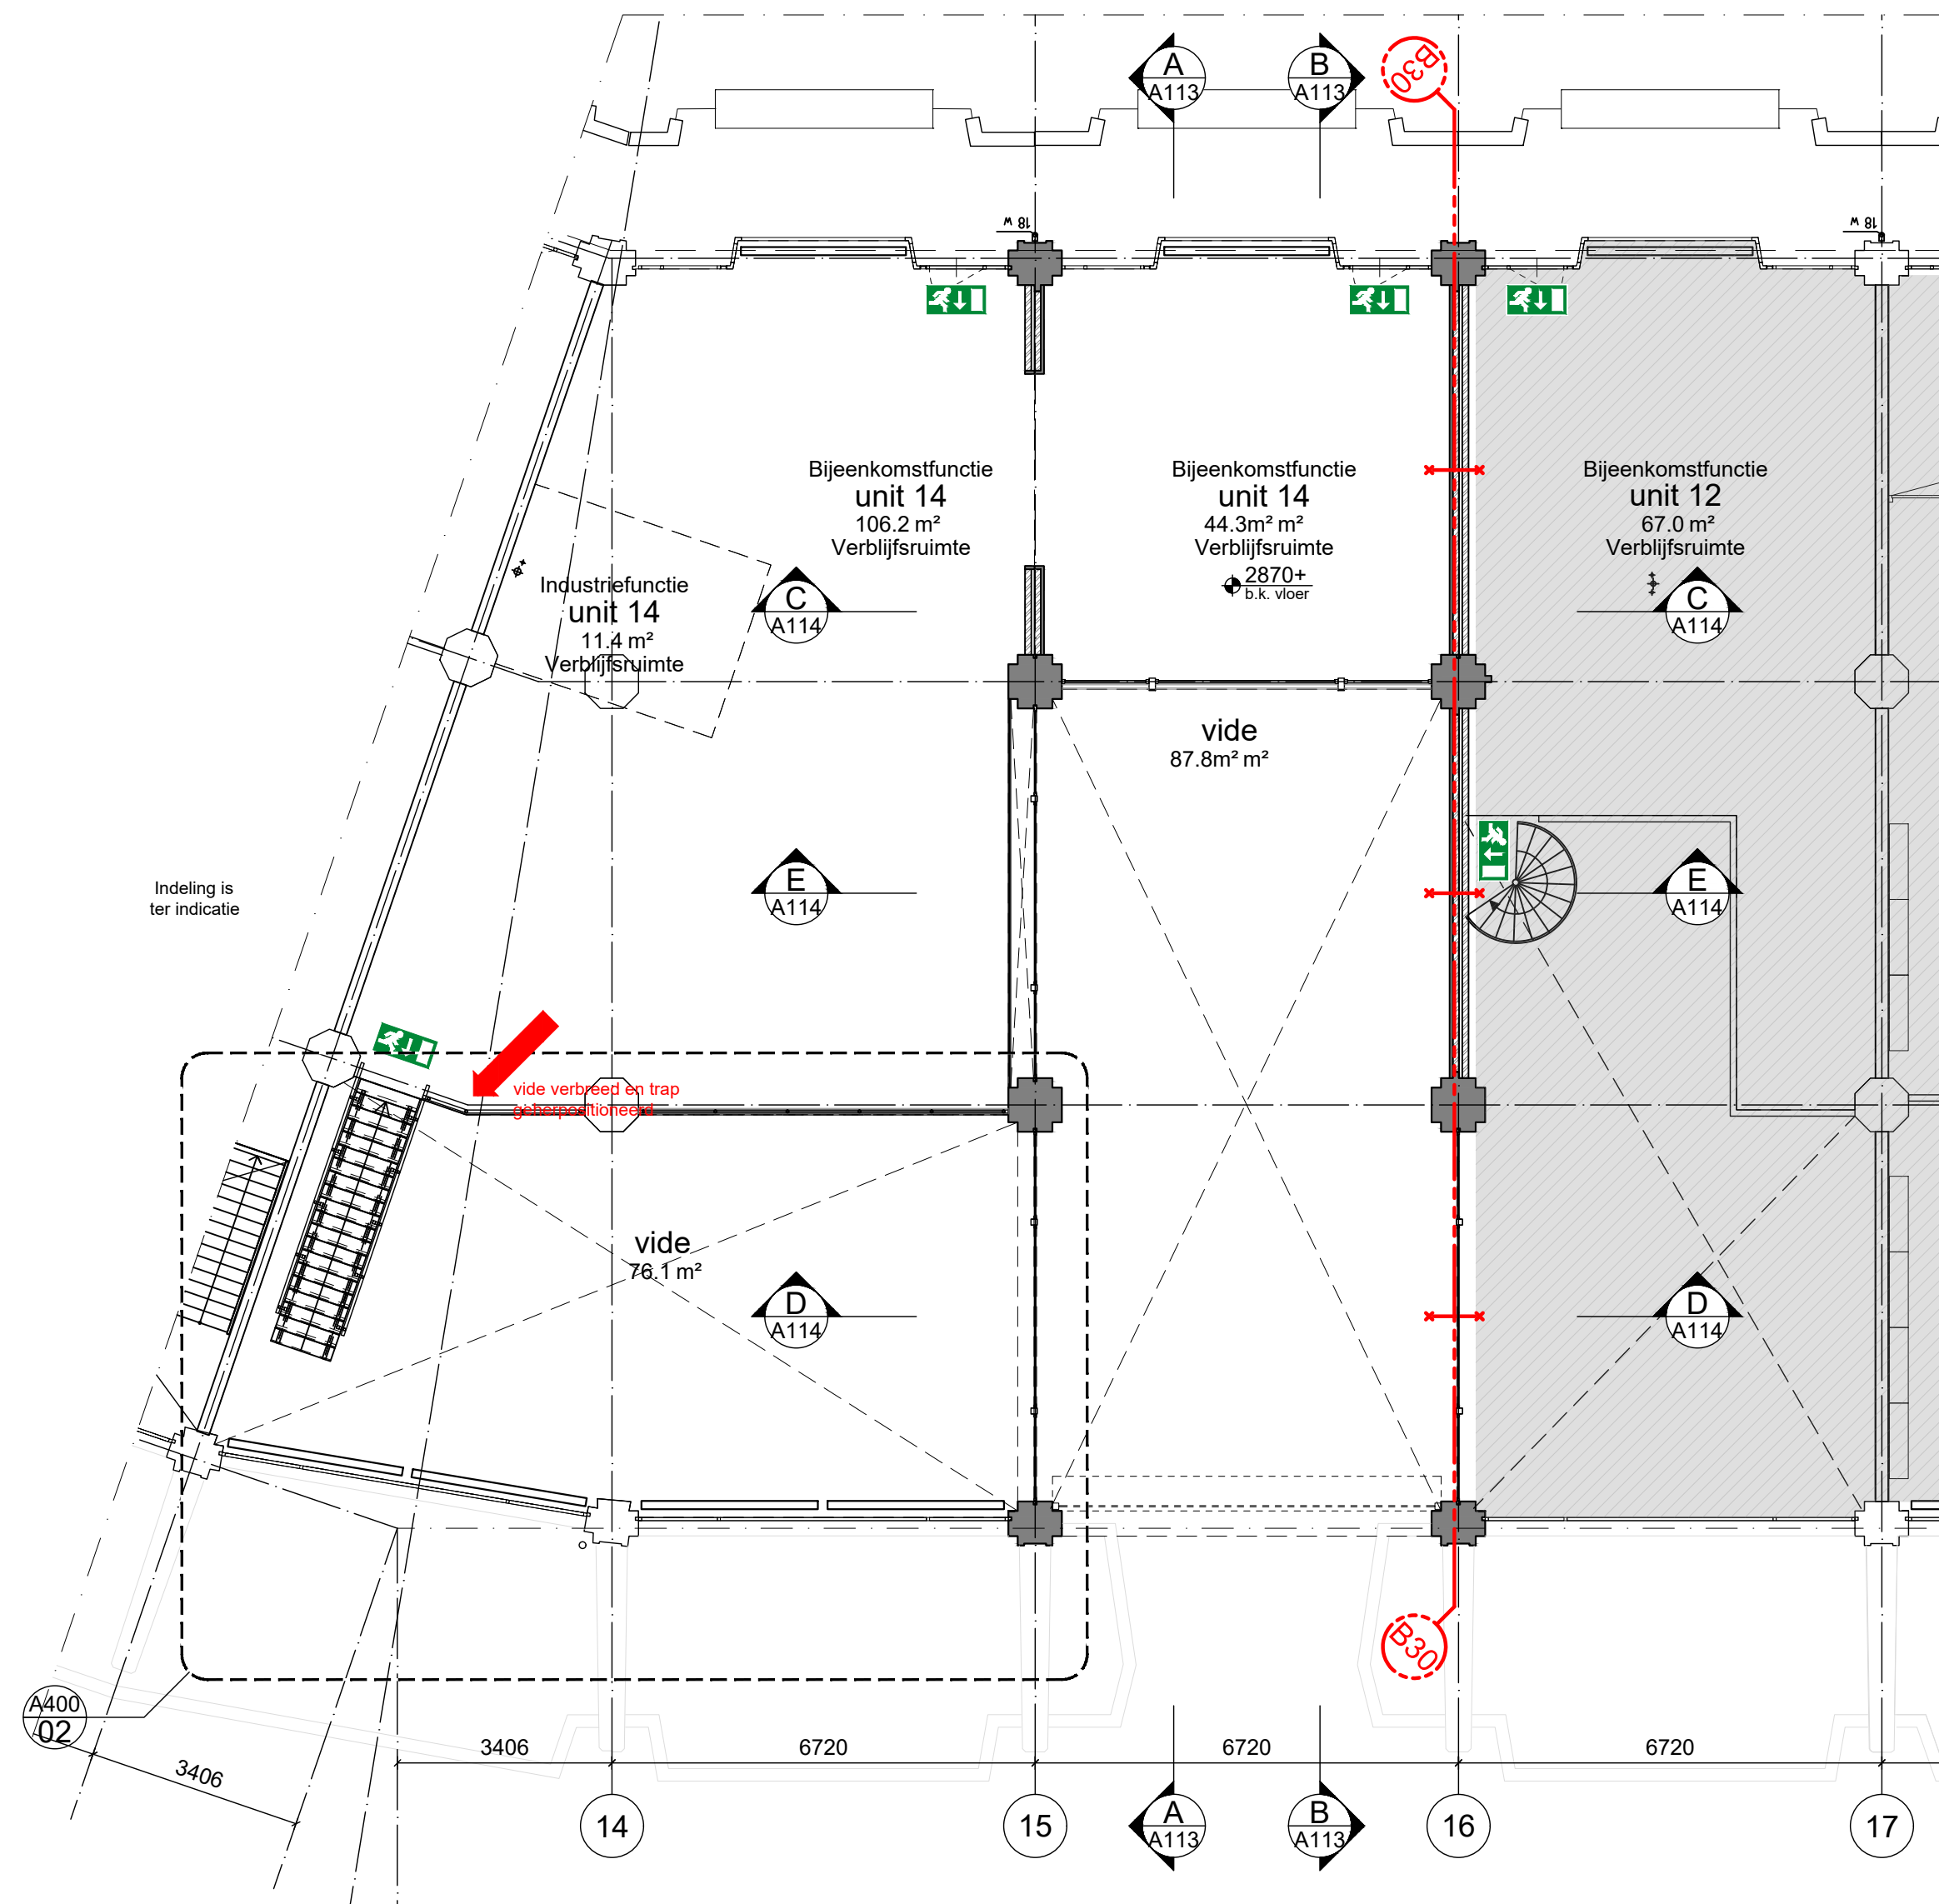 A
A113
B
A113
B30
18 W
18 W
Bijeenkomstfunctie
unit 14
106.2 m²
Verblijfsruimte
Bijeenkomstfunctie
unit 14
44.3m² m²
Verblijfsruimte
2870+
b.k. vloer
Bijeenkomstfunctie
unit 12
67.0 m²
Verblijfsruimte
Industriefunctie
unit 14
11.4 m²
Verblijfsruimte
C
A114
C
A114
vide
87.8m² m²
Indeling is
ter indicatie
E
A114
E
A114
vide verbreed en trap
geherpositioneerd
vide
76.1 m²
D
A114
D
A114
B30
A400
02
3406
3406
6720
6720
6720
14
15
A
A113
B
A113
16
17